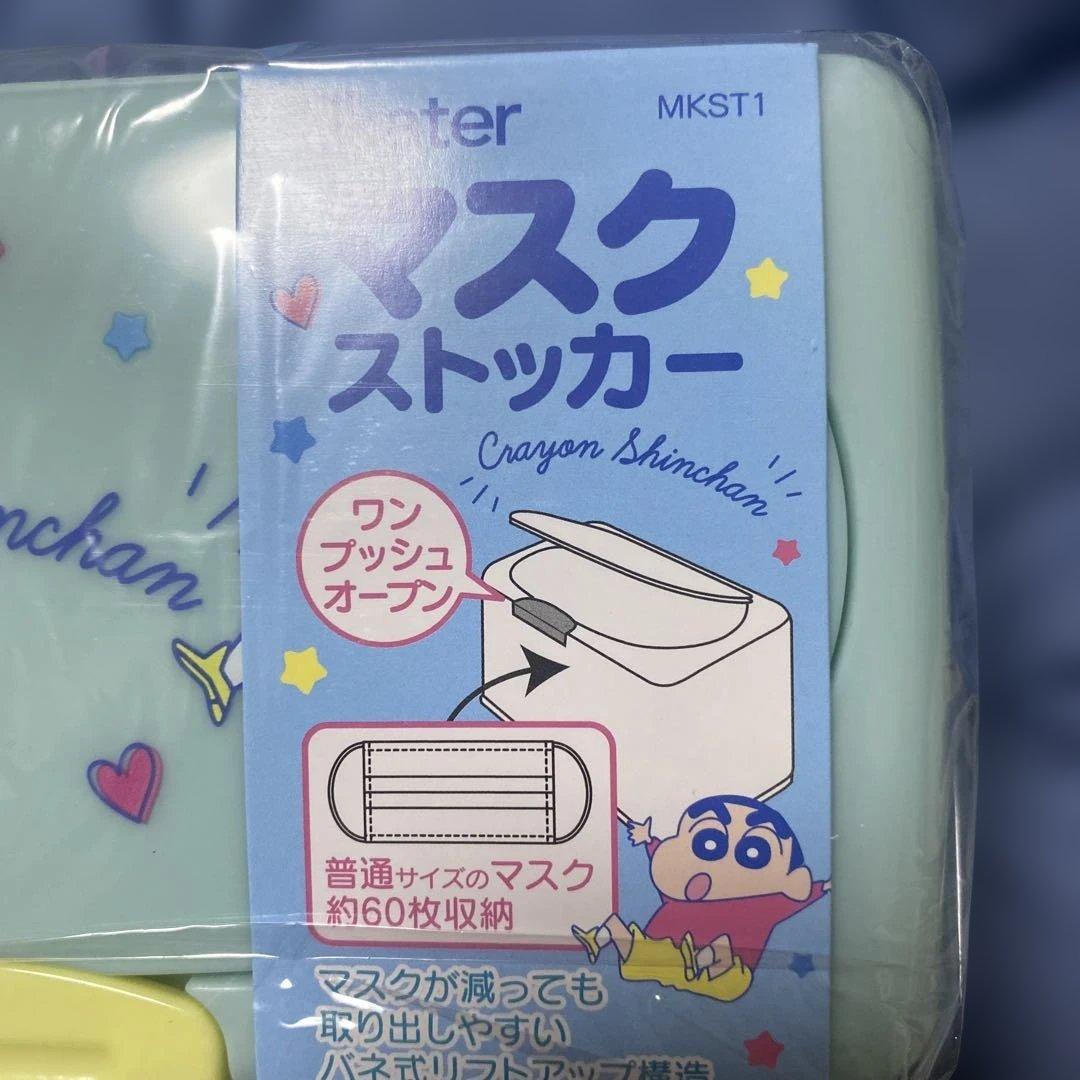 MKST1
マスク
ストッカー
Crayon Shinchan
ワン
プッシュ
オープン
普通サイズのマスク
約60枚収納
マスクが減っても
取り出しやすい
バネ式リフトアップ構造